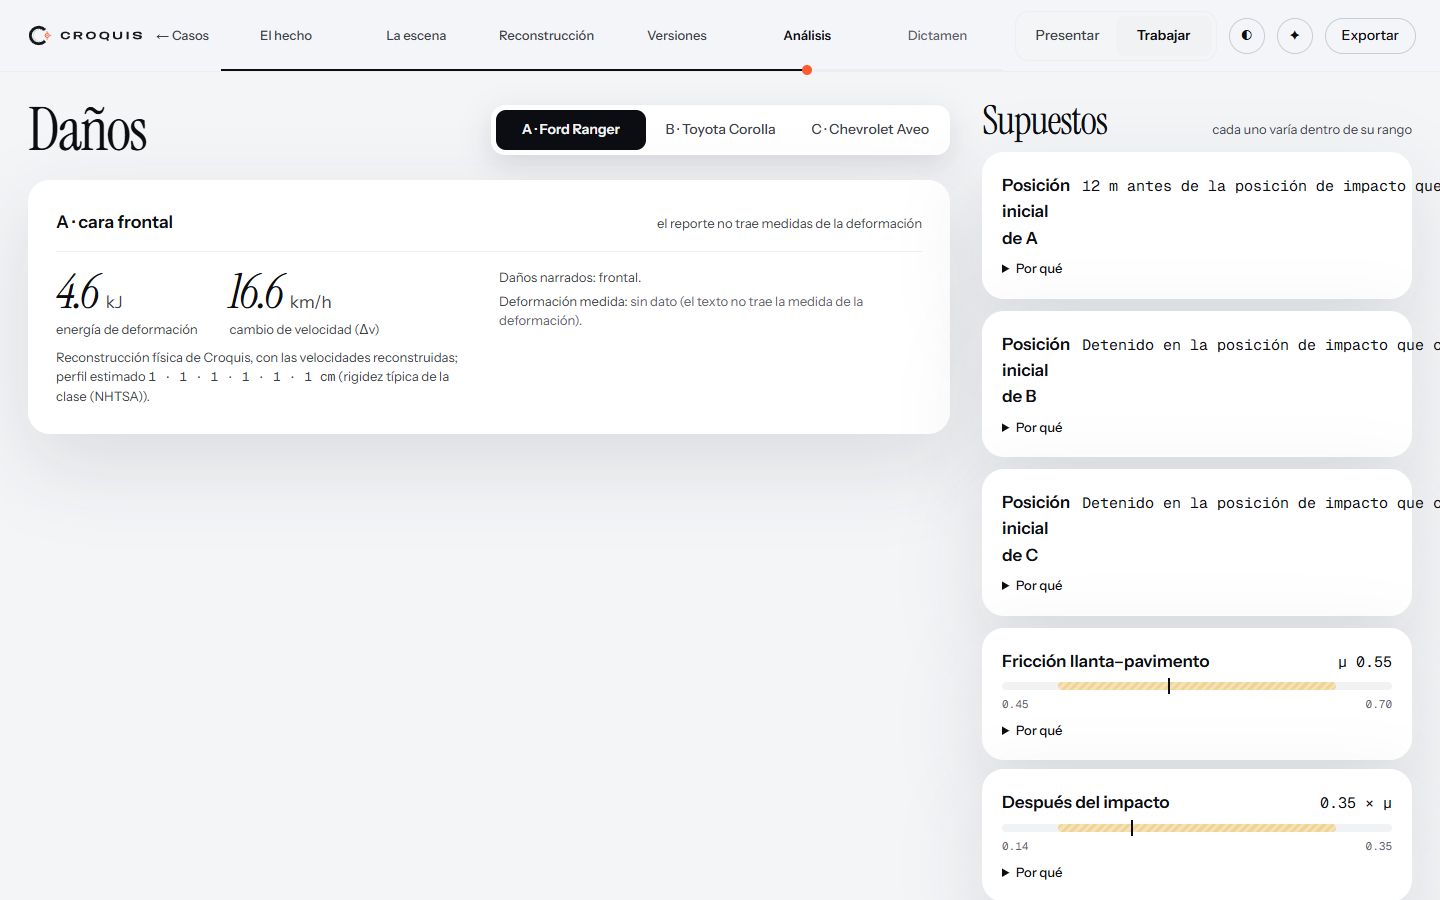 CROQUIS
← Casos
El hecho
La escena
Reconstrucción
Versiones
Análisis
Dictamen
Presentar
Trabajar
Exportar
Daños
A · Ford Ranger
B · Toyota Corolla
C · Chevrolet Aveo
A · cara frontal
el reporte no trae medidas de la deformación
4.6 kJ
energía de deformación
16.6 km/h
cambio de velocidad (Δv)
Reconstrucción física de Croquis, con las velocidades reconstruidas;
perfil estimado 1 · 1 · 1 · 1 · 1 · 1 cm (rigidez típica de la
clase (NHTSA)).
Daños narrados: frontal.
Deformación medida: sin dato (el texto no trae la medida de la
deformación).
Supuestos
cada uno varía dentro de su rango
Posición
inicial
de A
12 m antes de la posición de impacto que
▶ Por qué
Posición
inicial
de B
Detenido en la posición de impacto que
▶ Por qué
Posición
inicial
de C
Detenido en la posición de impacto que
▶ Por qué
Fricción llanta–pavimento
μ 0.55
0.45
0.70
▶ Por qué
Después del impacto
0.35 × μ
0.14
0.35
▶ Por qué